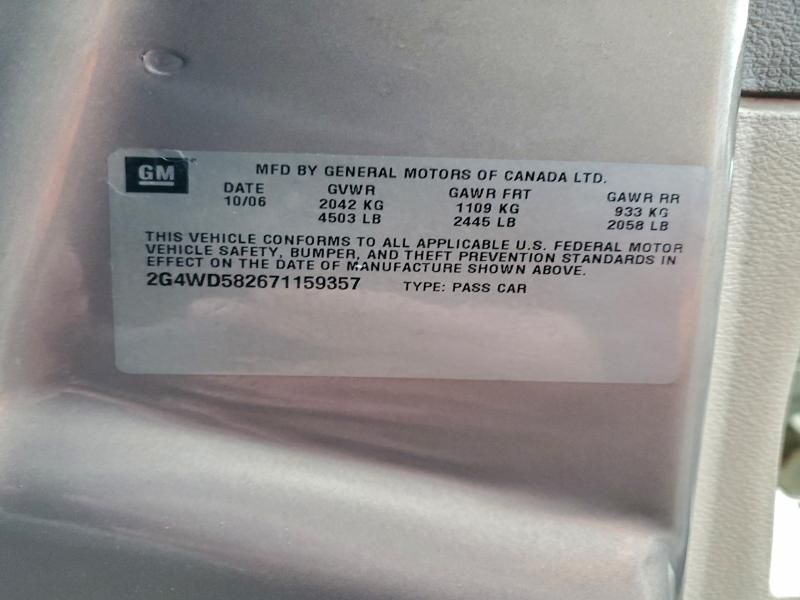 GM
MFD BY GENERAL MOTORS OF CANADA LTD.
DATE GVWR GAWR FRT GAWR RR
10/06 2042 KG 1109 KG 933 KG
4503 LB 2445 LB 2058 LB
THIS VEHICLE CONFORMS TO ALL APPLICABLE U.S. FEDERAL MOTOR
VEHICLE SAFETY, BUMPER, AND THEFT PREVENTION STANDARDS IN
EFFECT ON THE DATE OF MANUFACTURE SHOWN ABOVE.
2G4WD582671159357 TYPE: PASS CAR